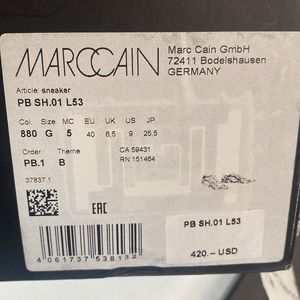 MARCCAIN
Marc Cain GmbH
72411 Bodelshausen
GERMANY
Article: sneaker
PB SH.01 L53
Col. Size MC EU UK US JP
880 G 5 40 6,5 9 26,5
Order Theme CA 59431
PB.1 B RN 151464
37837.1
EAC
PB SH.01 L53
420.– USD
4 061737 538132